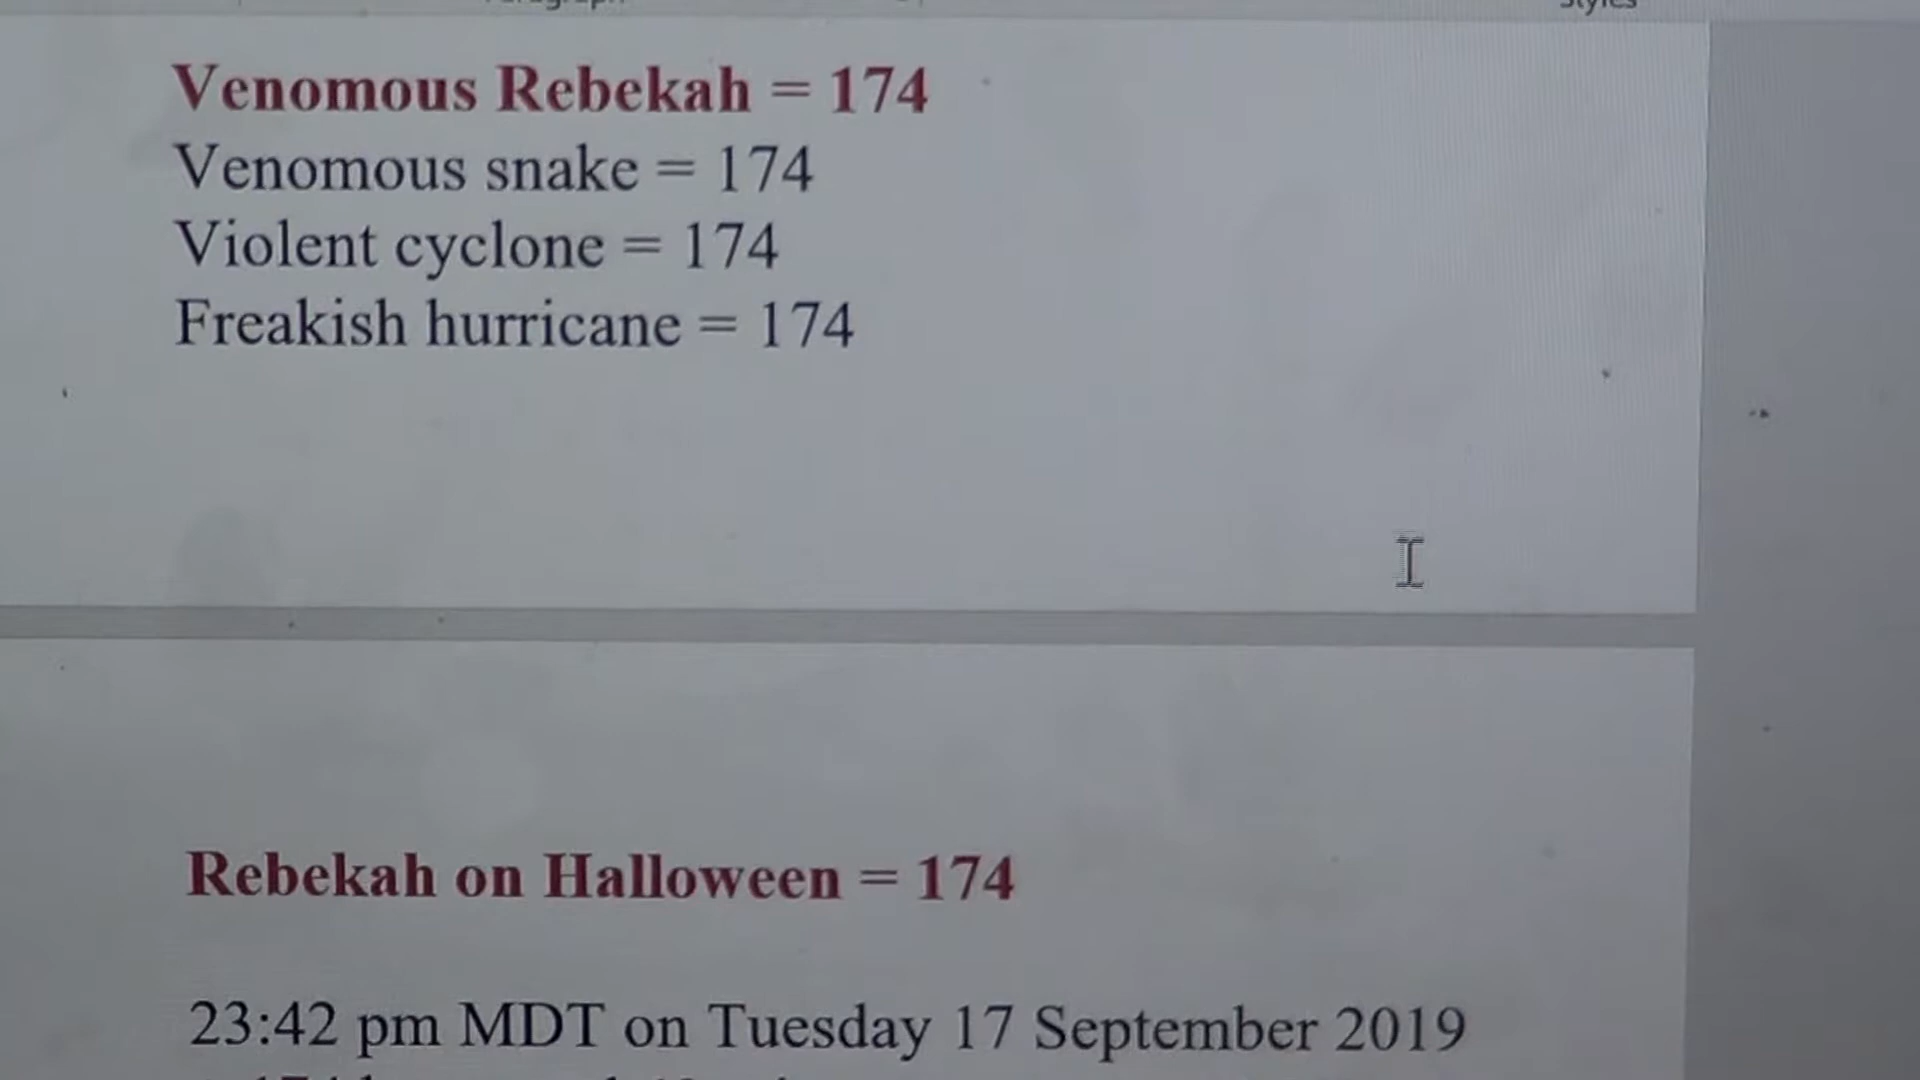 Styles
Venomous Rebekah = 174
Venomous snake = 174
Violent cyclone = 174
Freakish hurricane = 174
Rebekah on Halloween = 174
23:42 pm MDT on Tuesday 17 September 2019